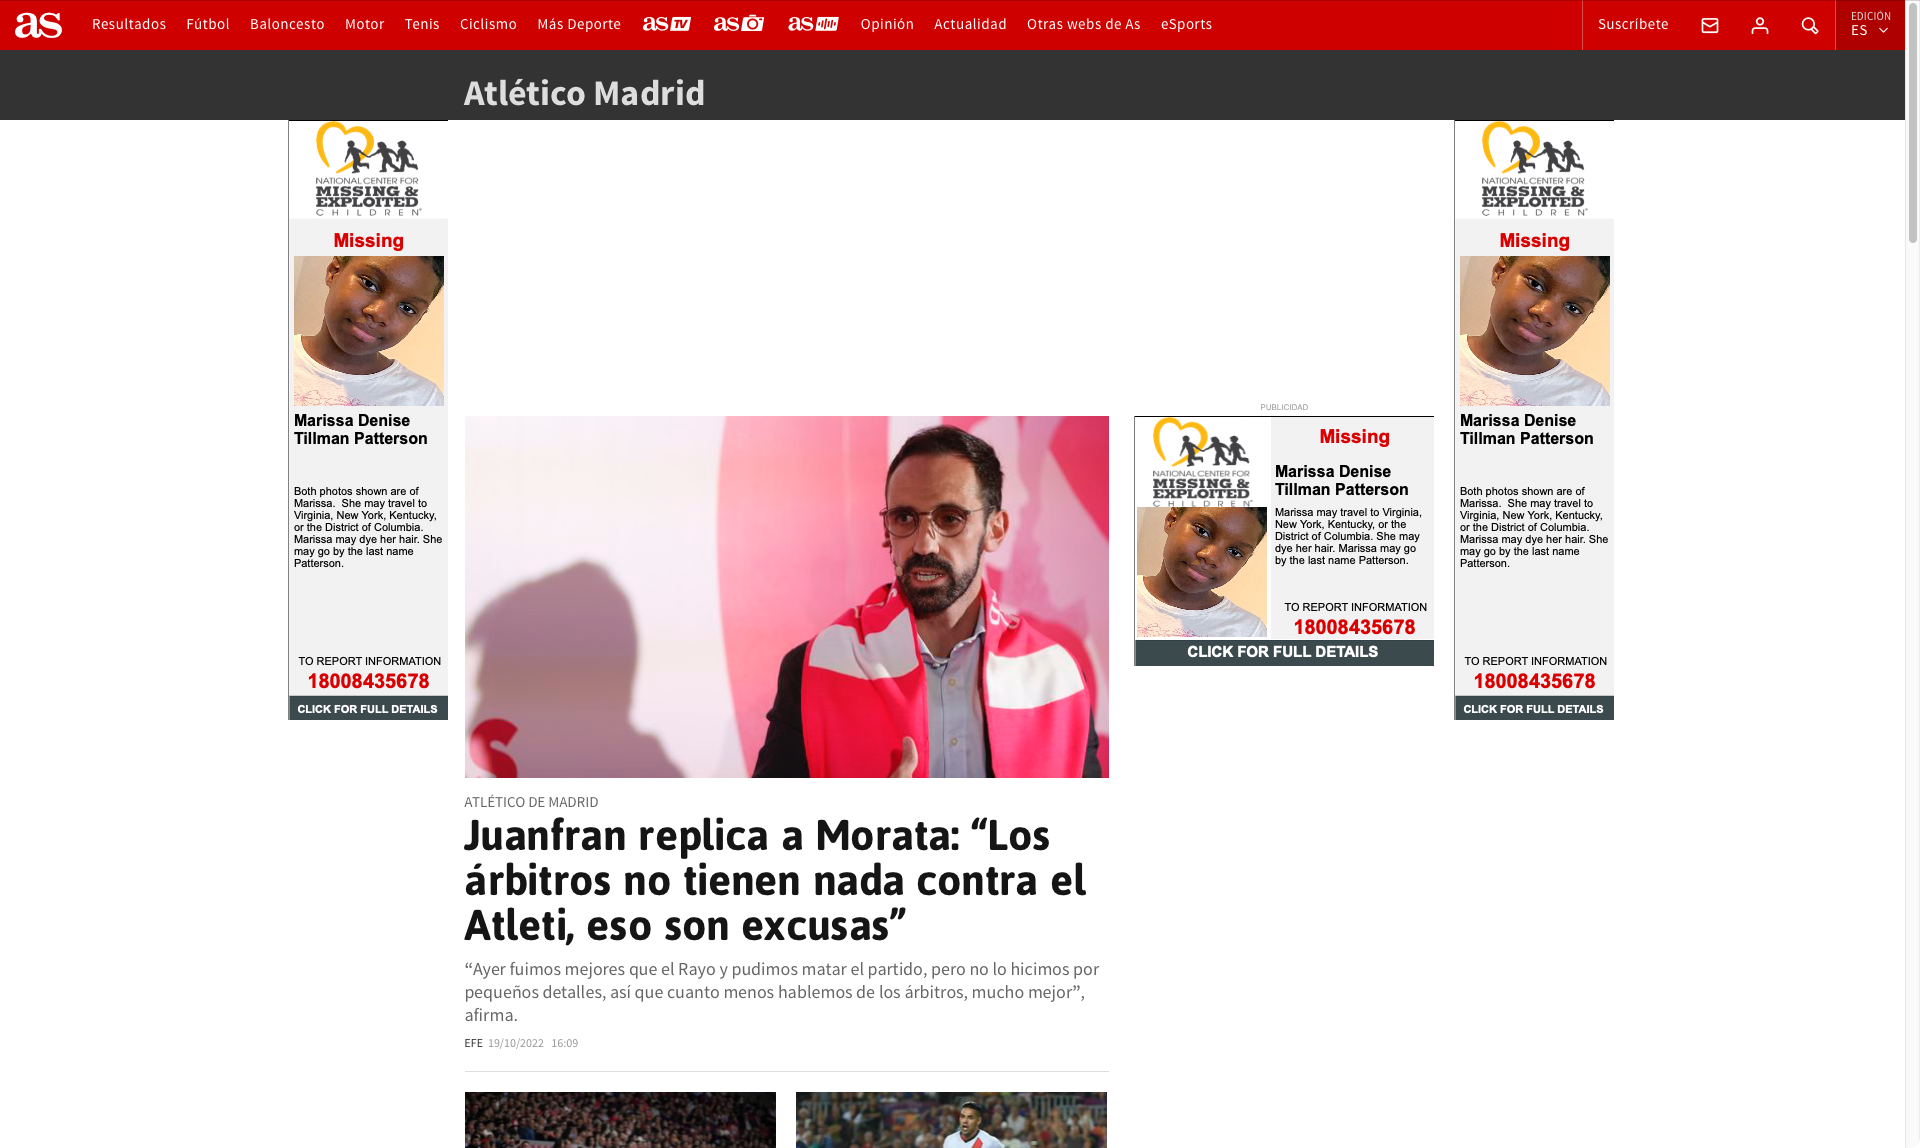 as
Resultados
Fútbol
Baloncesto
Motor
Tenis
Ciclismo
Más Deporte
as TV
as
as
Opinión
Actualidad
Otras webs de As
eSports
Suscríbete
EDICIÓN
ES
Atlético Madrid
NATIONAL CENTER FOR
MISSING &
EXPLOITED
CHILDREN®
Missing
Marissa Denise
Tillman Patterson
Both photos shown are of
Marissa. She may travel to
Virginia, New York, Kentucky,
or the District of Columbia.
Marissa may dye her hair. She
may go by the last name
Patterson.
TO REPORT INFORMATION
18008435678
CLICK FOR FULL DETAILS
ATLÉTICO DE MADRID
Juanfran replica a Morata: “Los
árbitros no tienen nada contra el
Atleti, eso son excusas”
“Ayer fuimos mejores que el Rayo y pudimos matar el partido, pero no lo hicimos por
pequeños detalles, así que cuanto menos hablemos de los árbitros, mucho mejor”,
afirma.
EFE 19/10/2022 16:09
PUBLICIDAD
NATIONAL CENTER FOR
MISSING &
EXPLOITED
CHILDREN
Missing
Marissa Denise
Tillman Patterson
Marissa may travel to Virginia,
New York, Kentucky, or the
District of Columbia. She may
dye her hair. Marissa may go
by the last name Patterson.
TO REPORT INFORMATION
18008435678
CLICK FOR FULL DETAILS
NATIONAL CENTER FOR
MISSING &
EXPLOITED
CHILDREN®
Missing
Marissa Denise
Tillman Patterson
Both photos shown are of
Marissa. She may travel to
Virginia, New York, Kentucky,
or the District of Columbia.
Marissa may dye her hair. She
may go by the last name
Patterson.
TO REPORT INFORMATION
18008435678
CLICK FOR FULL DETAILS